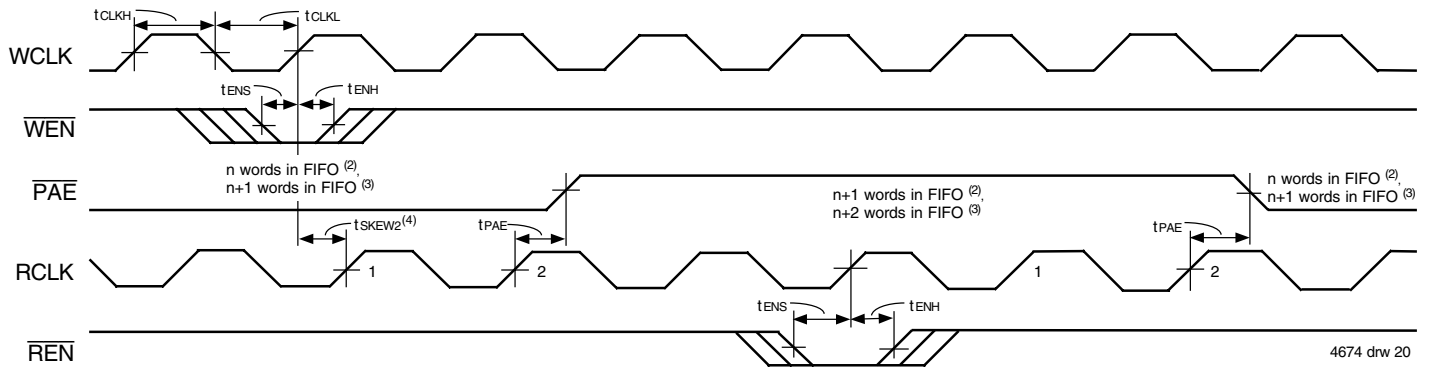 tCLKH tCLKL
WCLK
tENS tENH
WEN
n words in FIFO (2),
n+1 words in FIFO (3)
PAE
n+1 words in FIFO (2),
n+2 words in FIFO (3)
n words in FIFO (2),
n+1 words in FIFO (3)
tSKEW2(4) tPAE tPAE
RCLK 1 2 1 2
tENS tENH
REN
4674 drw 20